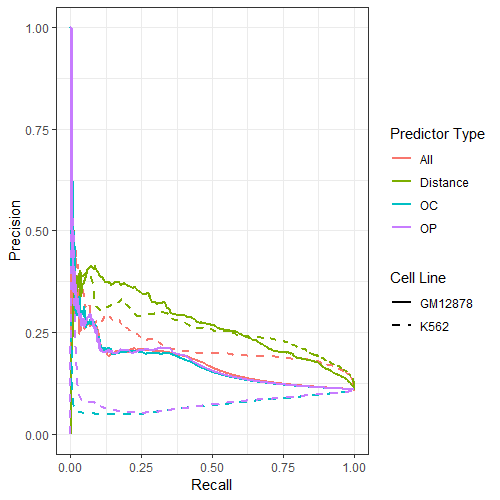 1.00
0.75
0.50
0.25
0.00
Precision
0.00 0.25 0.50 0.75 1.00
Recall
Predictor Type
All
Distance
OC
OP
Cell Line
GM12878
K562